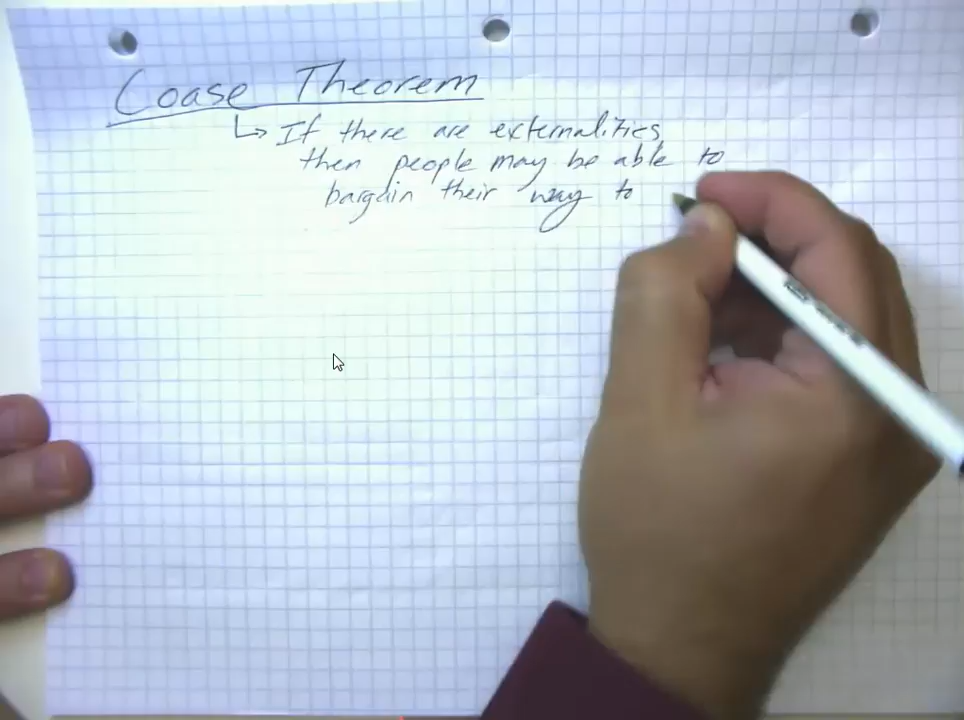 Coase Theorem
↳ If there are externalities,
then people may be able to
bargain their way to